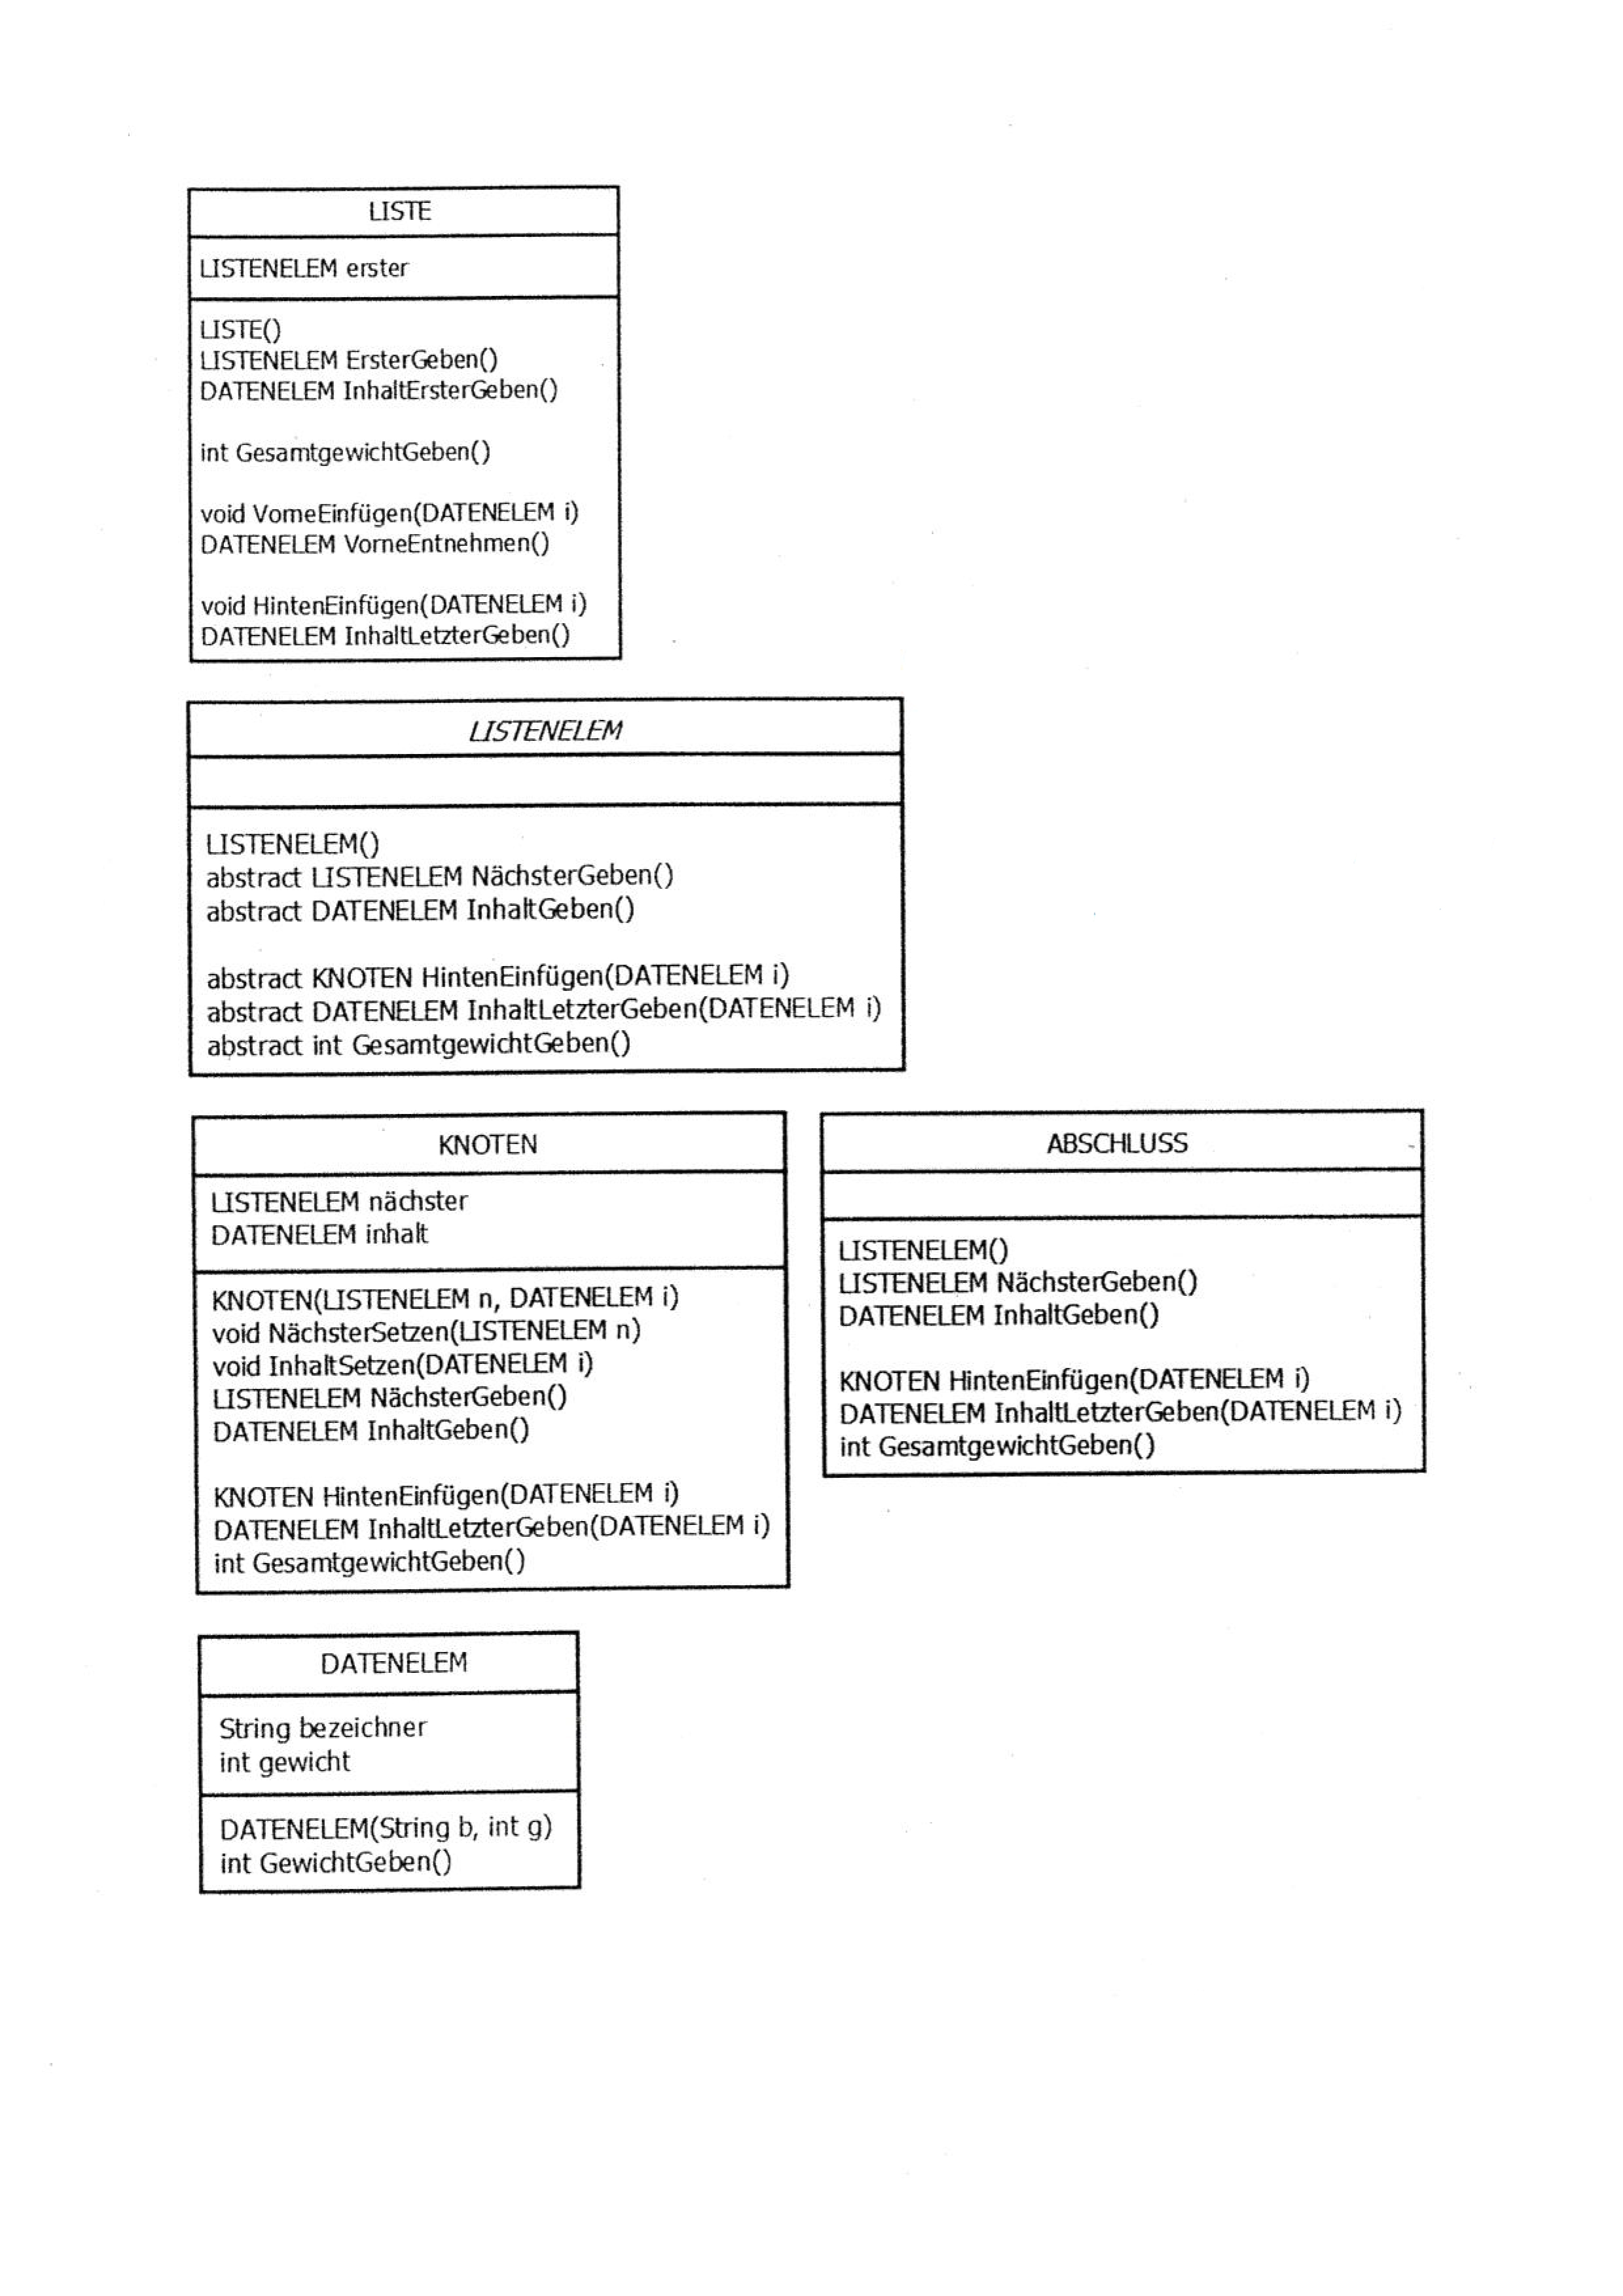 LISTE
LISTENELEM erster
LISTE()
LISTENELEM ErsterGeben()
DATENELEM InhaltErsterGeben()
int GesamtgewichtGeben()
void VorneEinfügen(DATENELEM i)
DATENELEM VorneEntnehmen()
void HintenEinfügen(DATENELEM i)
DATENELEM InhaltLetzterGeben()
LISTENELEM
LISTENELEM()
abstract LISTENELEM NächsterGeben()
abstract DATENELEM InhaltGeben()
abstract KNOTEN HintenEinfügen(DATENELEM i)
abstract DATENELEM InhaltLetzterGeben(DATENELEM i)
abstract int GesamtgewichtGeben()
KNOTEN
LISTENELEM nächster
DATENELEM inhalt
KNOTEN(LISTENELEM n, DATENELEM i)
void NächsterSetzen(LISTENELEM n)
void InhaltSetzen(DATENELEM i)
LISTENELEM NächsterGeben()
DATENELEM InhaltGeben()
KNOTEN HintenEinfügen(DATENELEM i)
DATENELEM InhaltLetzterGeben(DATENELEM i)
int GesamtgewichtGeben()
ABSCHLUSS
LISTENELEM()
LISTENELEM NächsterGeben()
DATENELEM InhaltGeben()
KNOTEN HintenEinfügen(DATENELEM i)
DATENELEM InhaltLetzterGeben(DATENELEM i)
int GesamtgewichtGeben()
DATENELEM
String bezeichner
int gewicht
DATENELEM(String b, int g)
int GewichtGeben()